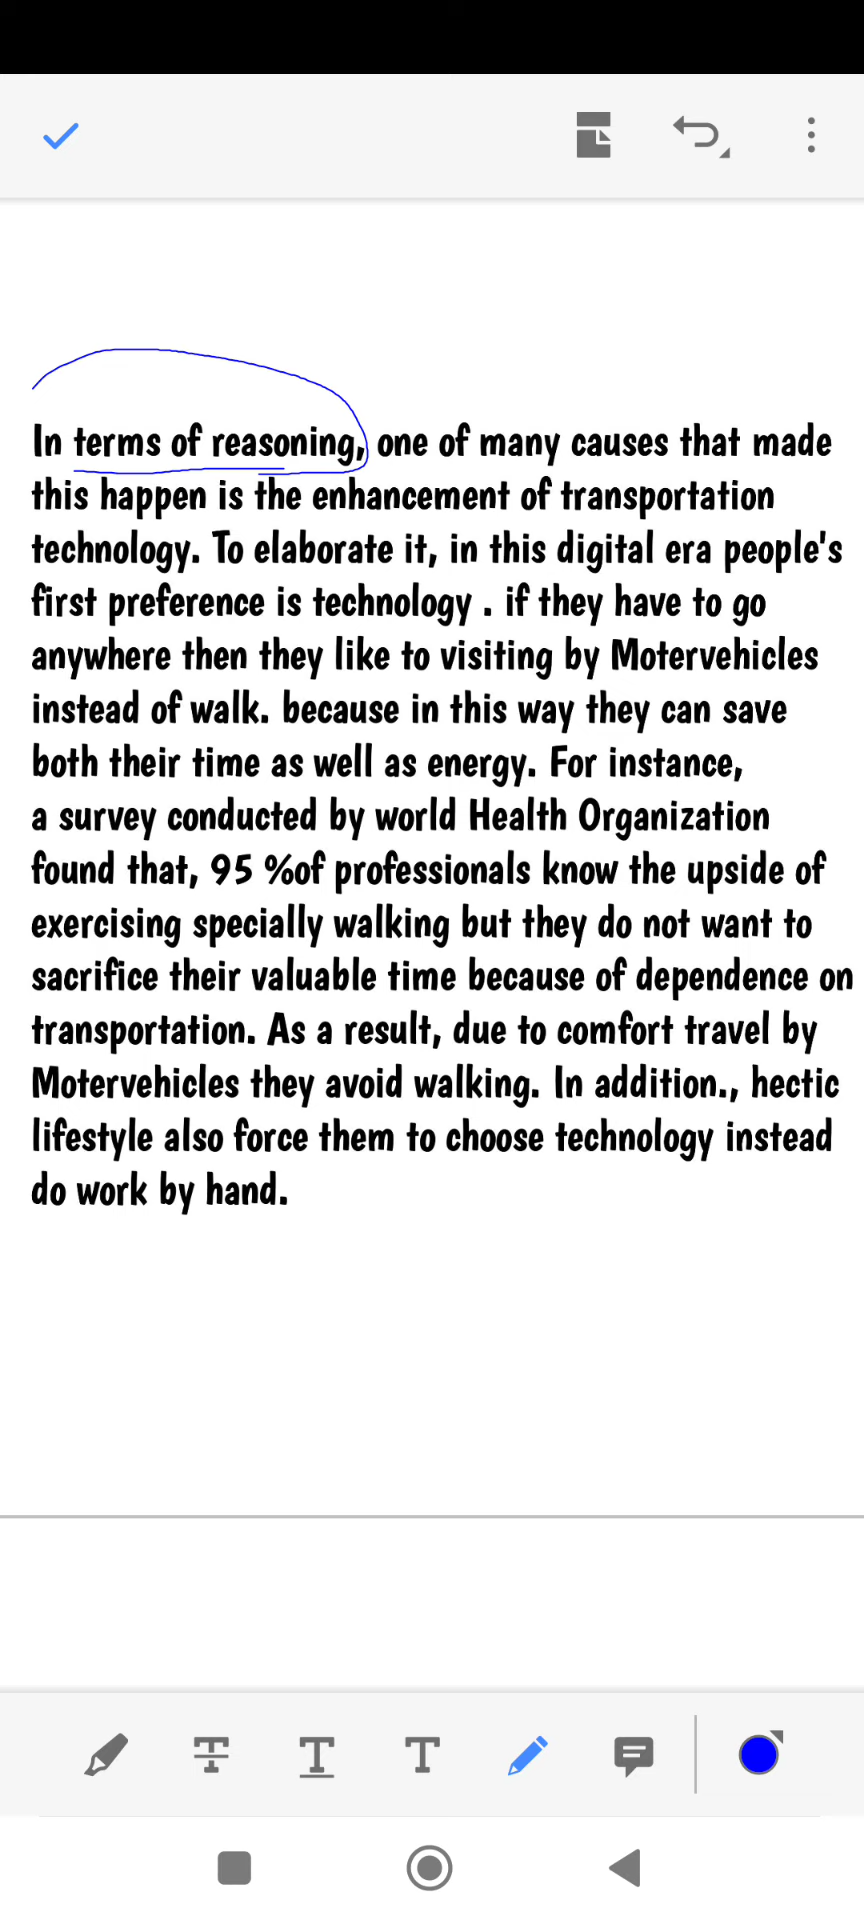 In terms of reasoning, one of many causes that made
this happen is the enhancement of transportation
technology. To elaborate it, in this digital era people's
first preference is technology . if they have to go
anywhere then they like to visiting by Motervehicles
instead of walk. because in this way they can save
both their time as well as energy. For instance,
a survey conducted by world Health Organization
found that, 95 %of professionals know the upside of
exercising specially walking but they do not want to
sacrifice their valuable time because of dependence on
transportation. As a result, due to comfort travel by
Motervehicles they avoid walking. In addition., hectic
lifestyle also force them to choose technology instead
do work by hand.